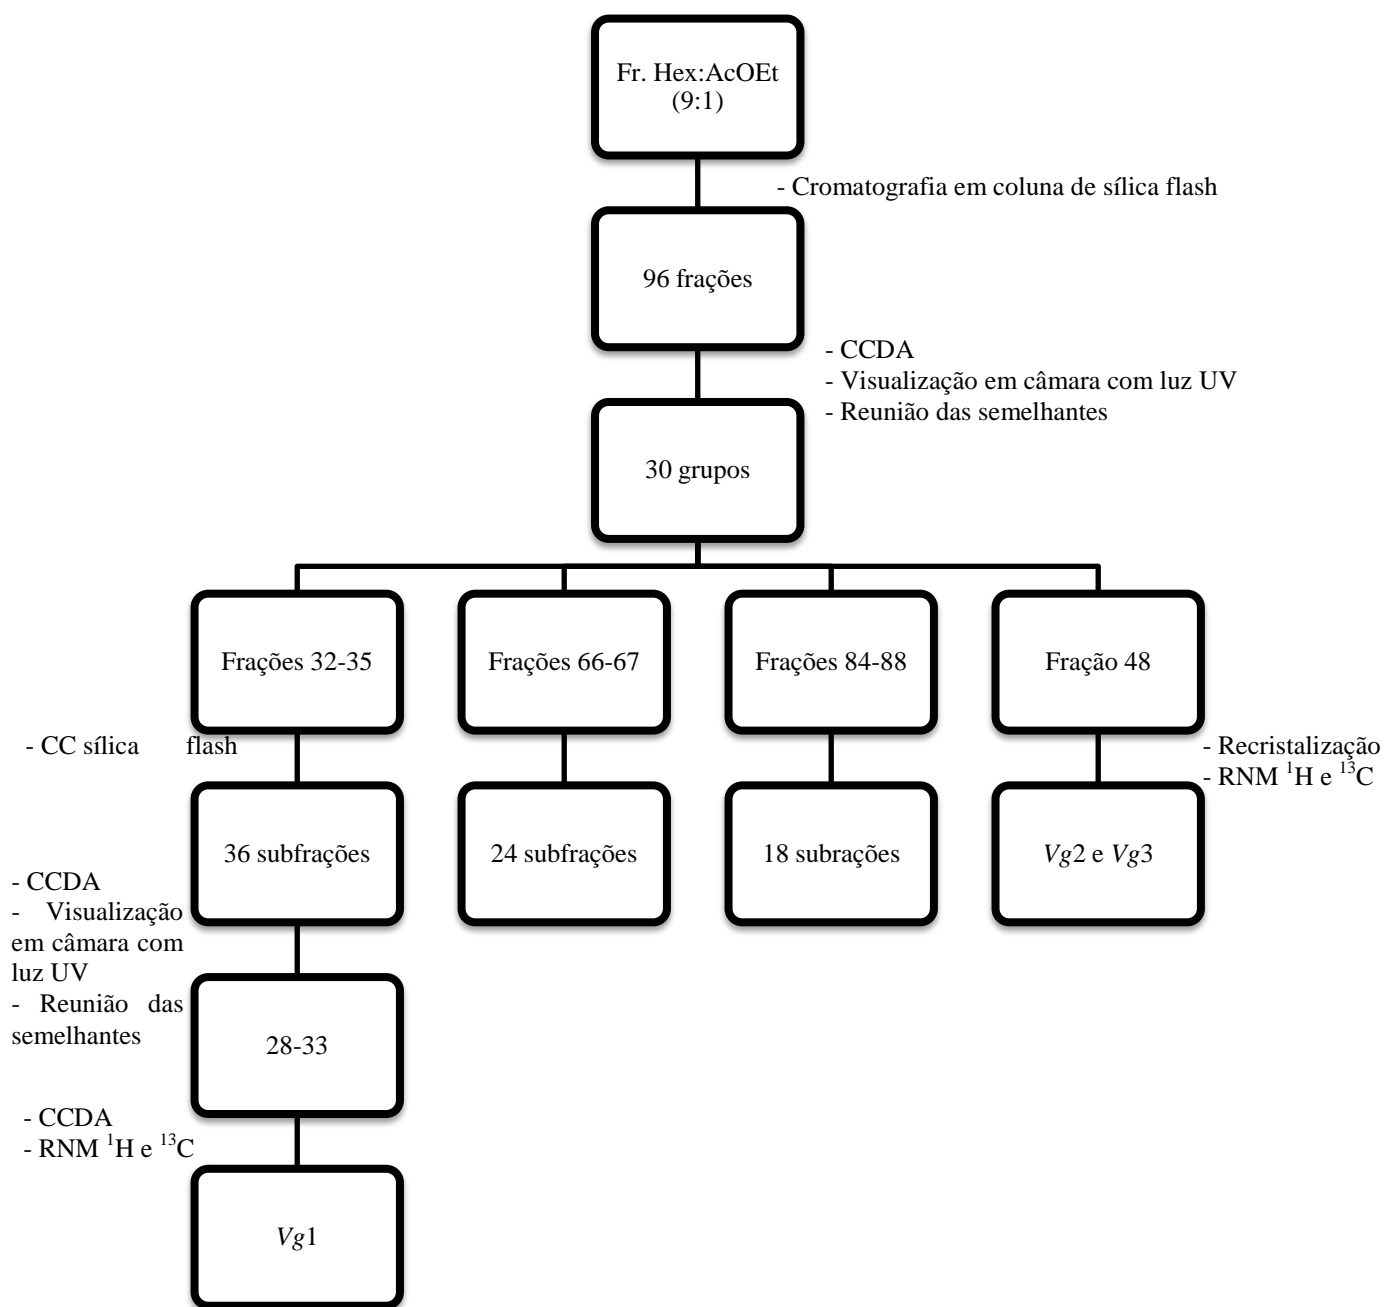 Fr. Hex:AcOEt
(9:1)
- Cromatografia em coluna de sílica flash
96 frações
- CCDA
- Visualização em câmara com luz UV
- Reunião das semelhantes
30 grupos
Frações 32-35
Frações 66-67
Frações 84-88
Fração 48
- CC sílica flash
- Recristalização
- RNM ¹H e ¹³C
36 subfrações
24 subfrações
18 subrações
Vg2 e Vg3
- CCDA
- Visualização
em câmara com
luz UV
- Reunião das
semelhantes
28-33
- CCDA
- RNM ¹H e ¹³C
Vg1